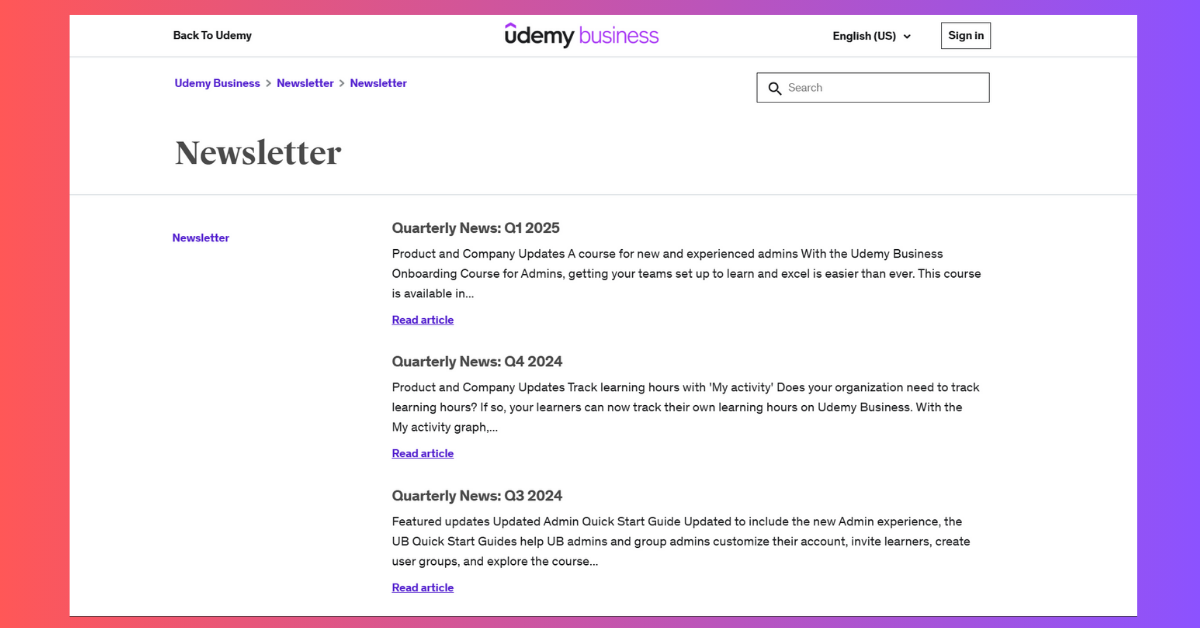 Back To Udemy
ûdemy business
English (US)
Sign in
Udemy Business > Newsletter > Newsletter
Search
Newsletter
Newsletter
Quarterly News: Q1 2025
Product and Company Updates A course for new and experienced admins With the Udemy Business
Onboarding Course for Admins, getting your teams set up to learn and excel is easier than ever. This course
is available in...
Read article
Quarterly News: Q4 2024
Product and Company Updates Track learning hours with 'My activity' Does your organization need to track
learning hours? If so, your learners can now track their own learning hours on Udemy Business. With the
My activity graph,...
Read article
Quarterly News: Q3 2024
Featured updates Updated Admin Quick Start Guide Updated to include the new Admin experience, the
UB Quick Start Guides help UB admins and group admins customize their account, invite learners, create
user groups, and explore the course...
Read article